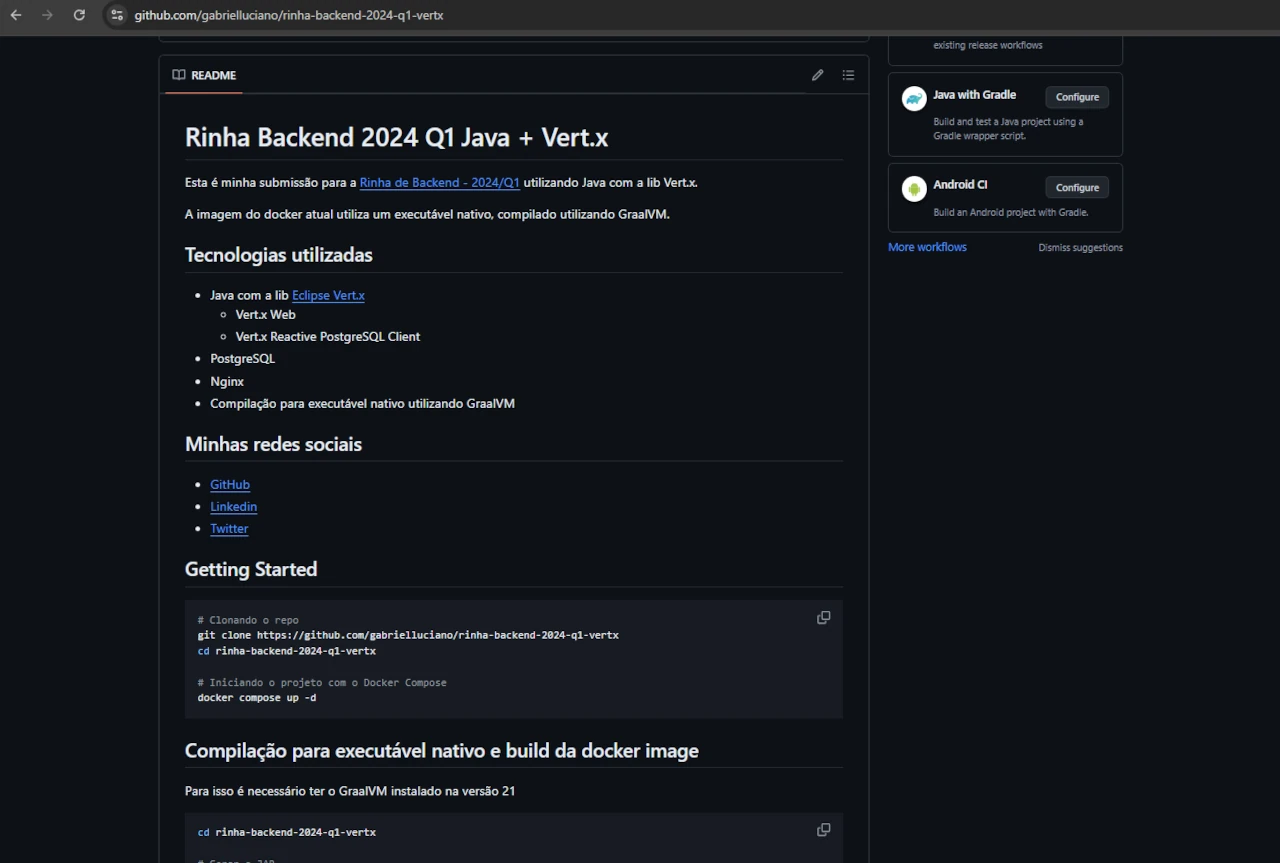 github.com/gabrielluciano/rinha-backend-2024-q1-vertx
existing release workflows
README
Java with Gradle
Configure
Build and test a Java project using a
Gradle wrapper script.
Android CI
Configure
Build an Android project with Gradle.
More workflows
Dismiss suggestions
Rinha Backend 2024 Q1 Java + Vert.x
Esta é minha submissão para a Rinha de Backend - 2024/Q1 utilizando Java com a lib Vert.x.
A imagem do docker atual utiliza um executável nativo, compilado utilizando GraalVM.
Tecnologias utilizadas
Java com a lib Eclipse Vert.x
Vert.x Web
Vert.x Reactive PostgreSQL Client
PostgreSQL
Nginx
Compilação para executável nativo utilizando GraalVM
Minhas redes sociais
GitHub
Linkedin
Twitter
Getting Started
# Clonando o repo
git clone https://github.com/gabrielluciano/rinha-backend-2024-q1-vertx
cd rinha-backend-2024-q1-vertx
# Iniciando o projeto com o Docker Compose
docker compose up -d
Compilação para executável nativo e build da docker image
Para isso é necessário ter o GraalVM instalado na versão 21
cd rinha-backend-2024-q1-vertx